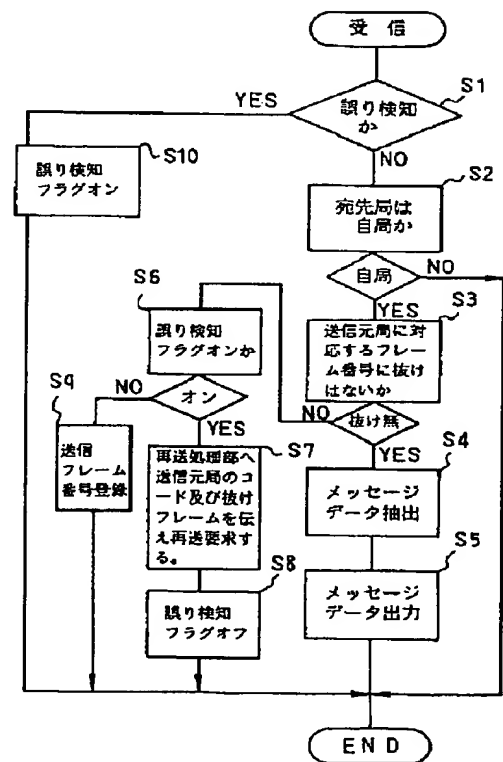 受信
S1
誤り検知
か
YES
NO
S10
誤り検知
フラグオン
S2
宛先局は
自局か
自局
NO
YES
S3
送信元局に対
応するフレー
ム番号に抜け
はないか
抜け無
NO
YES
S6
誤り検知
フラグオンか
オン
NO
YES
S9
送信
フレーム
番号登録
S7
再送処理部へ
送信元局のコ
ード及び抜け
フレームを伝
え再送要求す
る。
S8
誤り検知
フラグオフ
S4
メッセージ
データ抽出
S5
メッセージ
データ出力
END